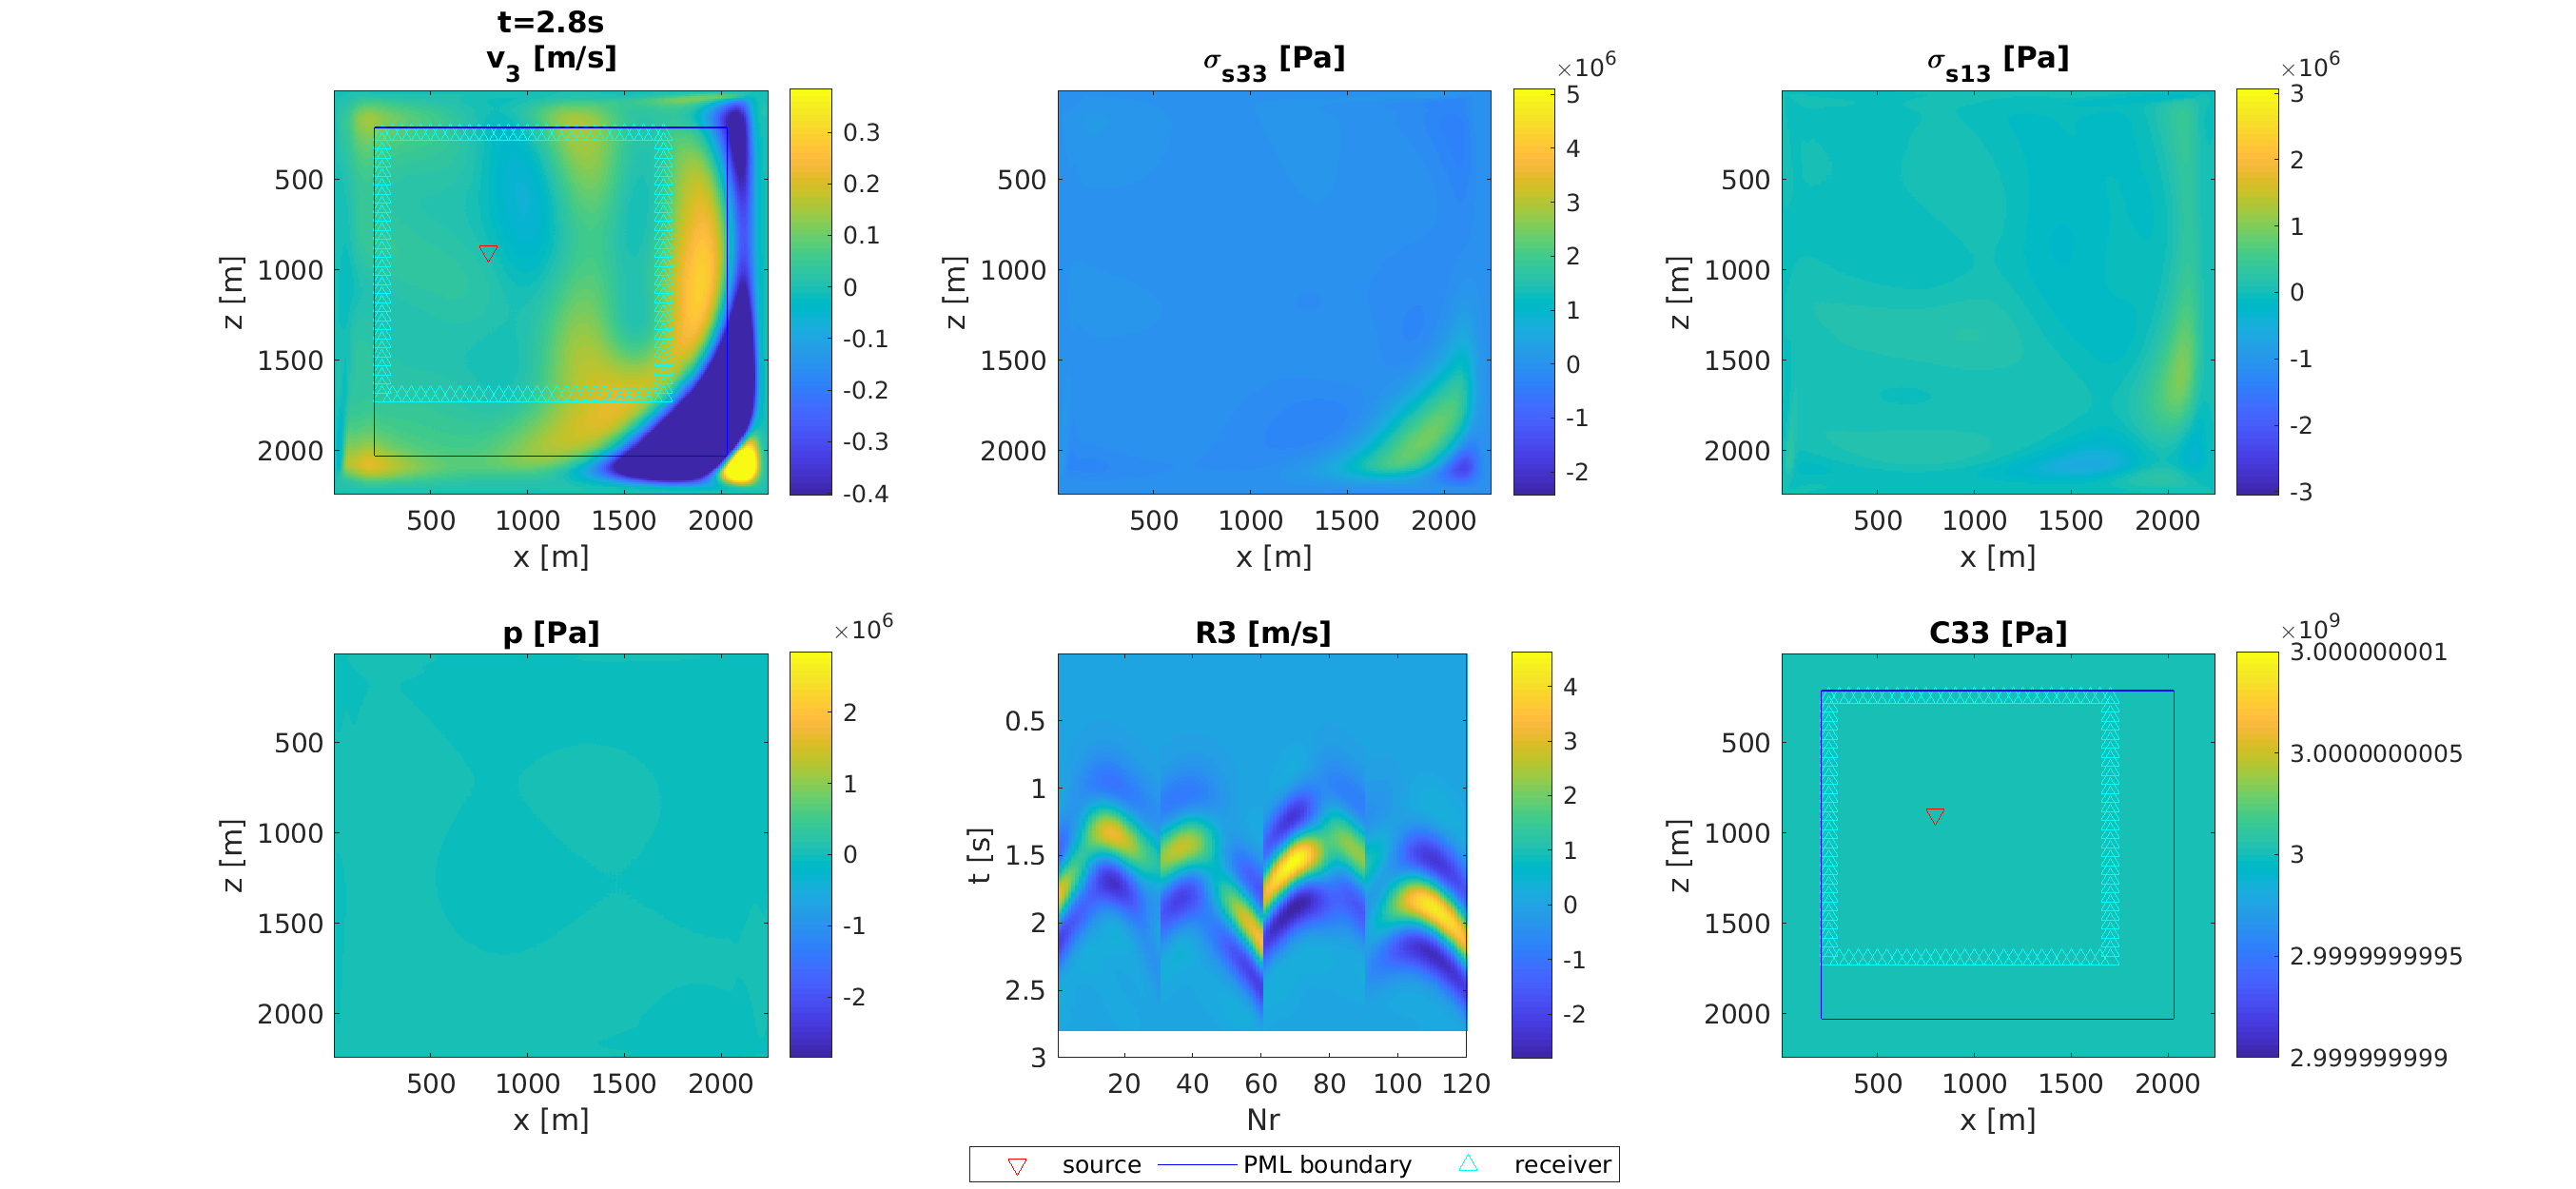 t=2.8s
v3 [m/s]
500
1000
1500
2000
z [m]
500 1000 1500 2000
x [m]
0.3
0.2
0.1
0
-0.1
-0.2
-0.3
-0.4
σs33 [Pa]
×10^6
500
1000
1500
2000
z [m]
500 1000 1500 2000
x [m]
5
4
3
2
1
0
-1
-2
σs13 [Pa]
×10^6
500
1000
1500
2000
z [m]
500 1000 1500 2000
x [m]
3
2
1
0
-1
-2
-3
p [Pa]
×10^6
500
1000
1500
2000
z [m]
500 1000 1500 2000
x [m]
2
1
0
-1
-2
R3 [m/s]
0.5
1
1.5
2
2.5
3
t [s]
20 40 60 80 100 120
Nr
4
3
2
1
0
-1
-2
C33 [Pa]
×10^9
500
1000
1500
2000
z [m]
500 1000 1500 2000
x [m]
3.000000001
3.0000000005
3
2.9999999995
2.999999999
source PML boundary receiver